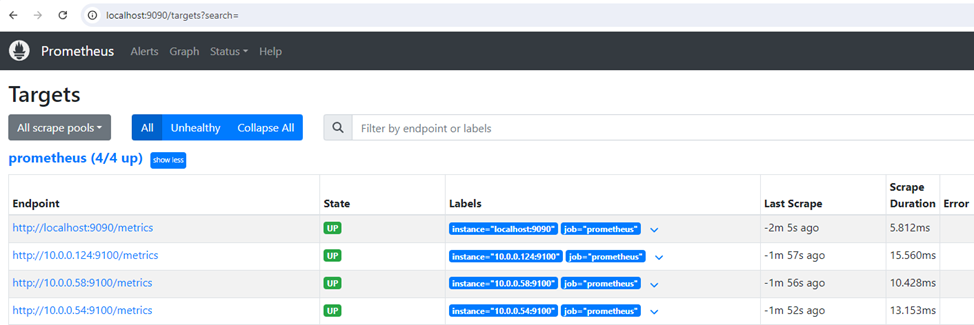 localhost:9090/targets?search=
Prometheus Alerts Graph Status Help
Targets
All scrape pools All Unhealthy Collapse All Filter by endpoint or labels
prometheus (4/4 up) show less
Endpoint State Labels Last Scrape Scrape Duration Error
http://localhost:9090/metrics UP instance="localhost:9090" job="prometheus" -2m 5s ago 5.812ms
http://10.0.0.124:9100/metrics UP instance="10.0.0.124:9100" job="prometheus" -1m 57s ago 15.560ms
http://10.0.0.58:9100/metrics UP instance="10.0.0.58:9100" job="prometheus" -1m 56s ago 10.428ms
http://10.0.0.54:9100/metrics UP instance="10.0.0.54:9100" job="prometheus" -1m 52s ago 13.153ms